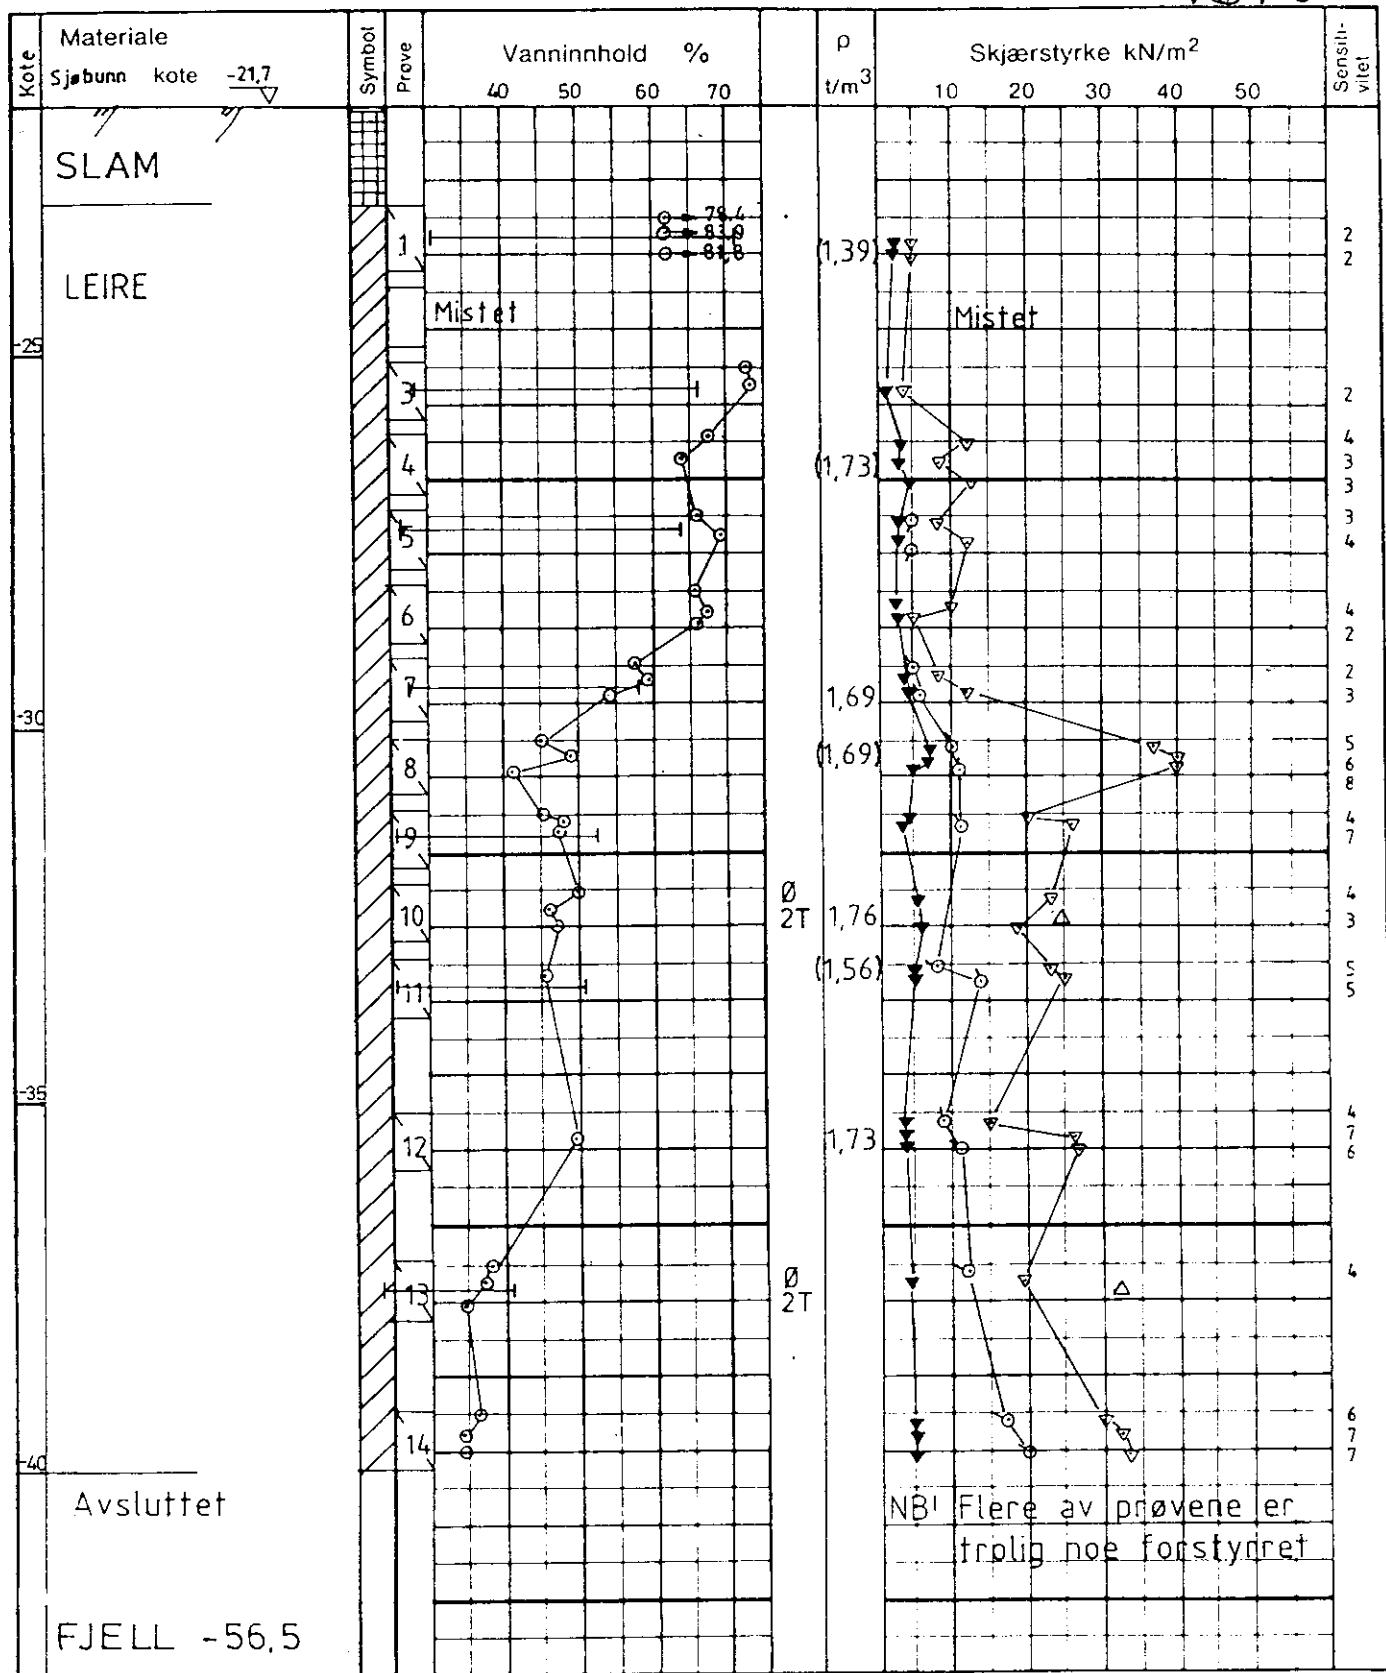 Kote
Materiale
Sjøbunn kote -21,7
Symbol
Prøve
Vanninnhold %
40 50 60 70
ρ
t/m³
Skjærstyrke kN/m²
10 20 30 40 50
Sensiti-
vitet
SLAM
78,4
83,9
81,8
1
(1,39)
2
2
LEIRE
Mistet
Mistet
-25
3
2
4
4
(1,73)
3
3
5
3
4
6
4
2
7
2
1,69
3
-30
5
8
(1,69)
6
8
9
4
7
Ø
4
10
2T
1,76
3
(1,56)
5
11
5
-35
4
12
1,73
7
6
Ø
4
13
2T
6
14
7
7
-40
Avsluttet
NB! Flere av prøvene er
trolig noe forstyrret
FJELL -56,5